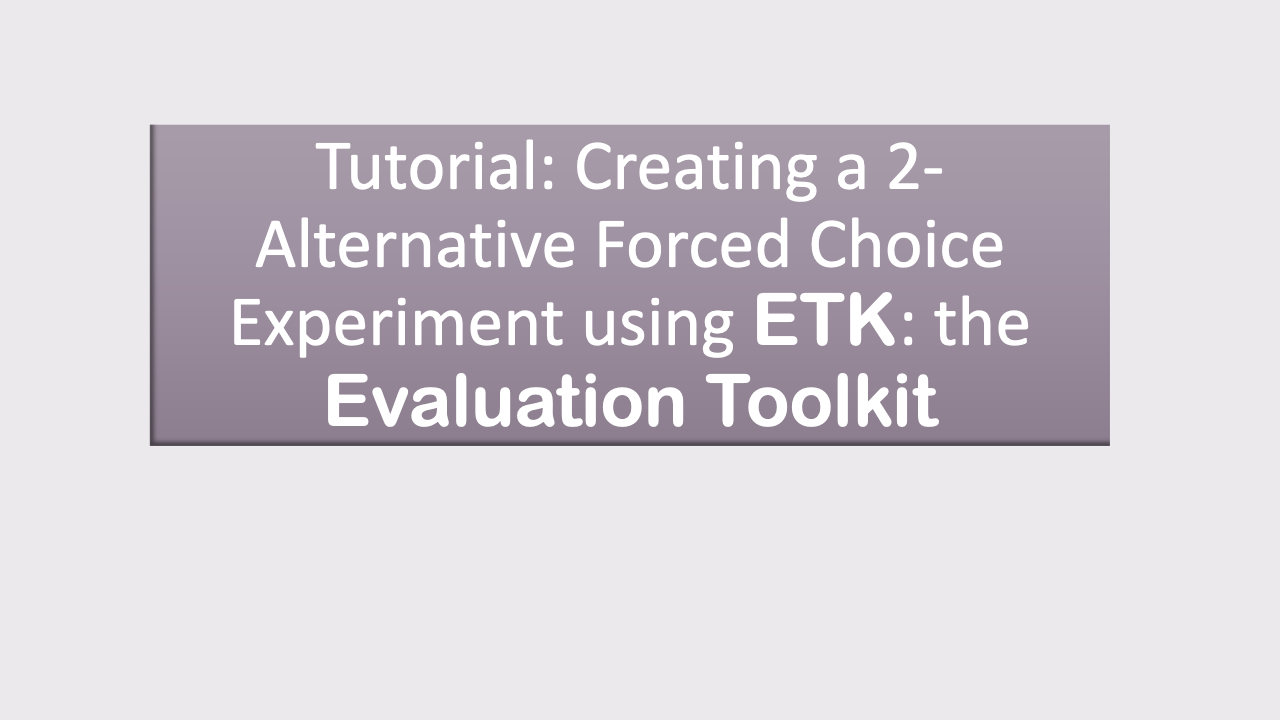 Tutorial: Creating a 2-
Alternative Forced Choice
Experiment using ETK: the
Evaluation Toolkit